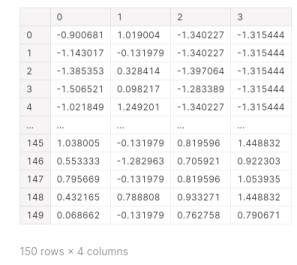 0 1 2 3
0 -0.900681 1.019004 -1.340227 -1.315444
1 -1.143017 -0.131979 -1.340227 -1.315444
2 -1.385353 0.328414 -1.397064 -1.315444
3 -1.506521 0.098217 -1.283389 -1.315444
4 -1.021849 1.249201 -1.340227 -1.315444
... ... ... ... ...
145 1.038005 -0.131979 0.819596 1.448832
146 0.553333 -1.282963 0.705921 0.922303
147 0.795669 -0.131979 0.819596 1.053935
148 0.432165 0.788808 0.933271 1.448832
149 0.068662 -0.131979 0.762758 0.790671
150 rows × 4 columns